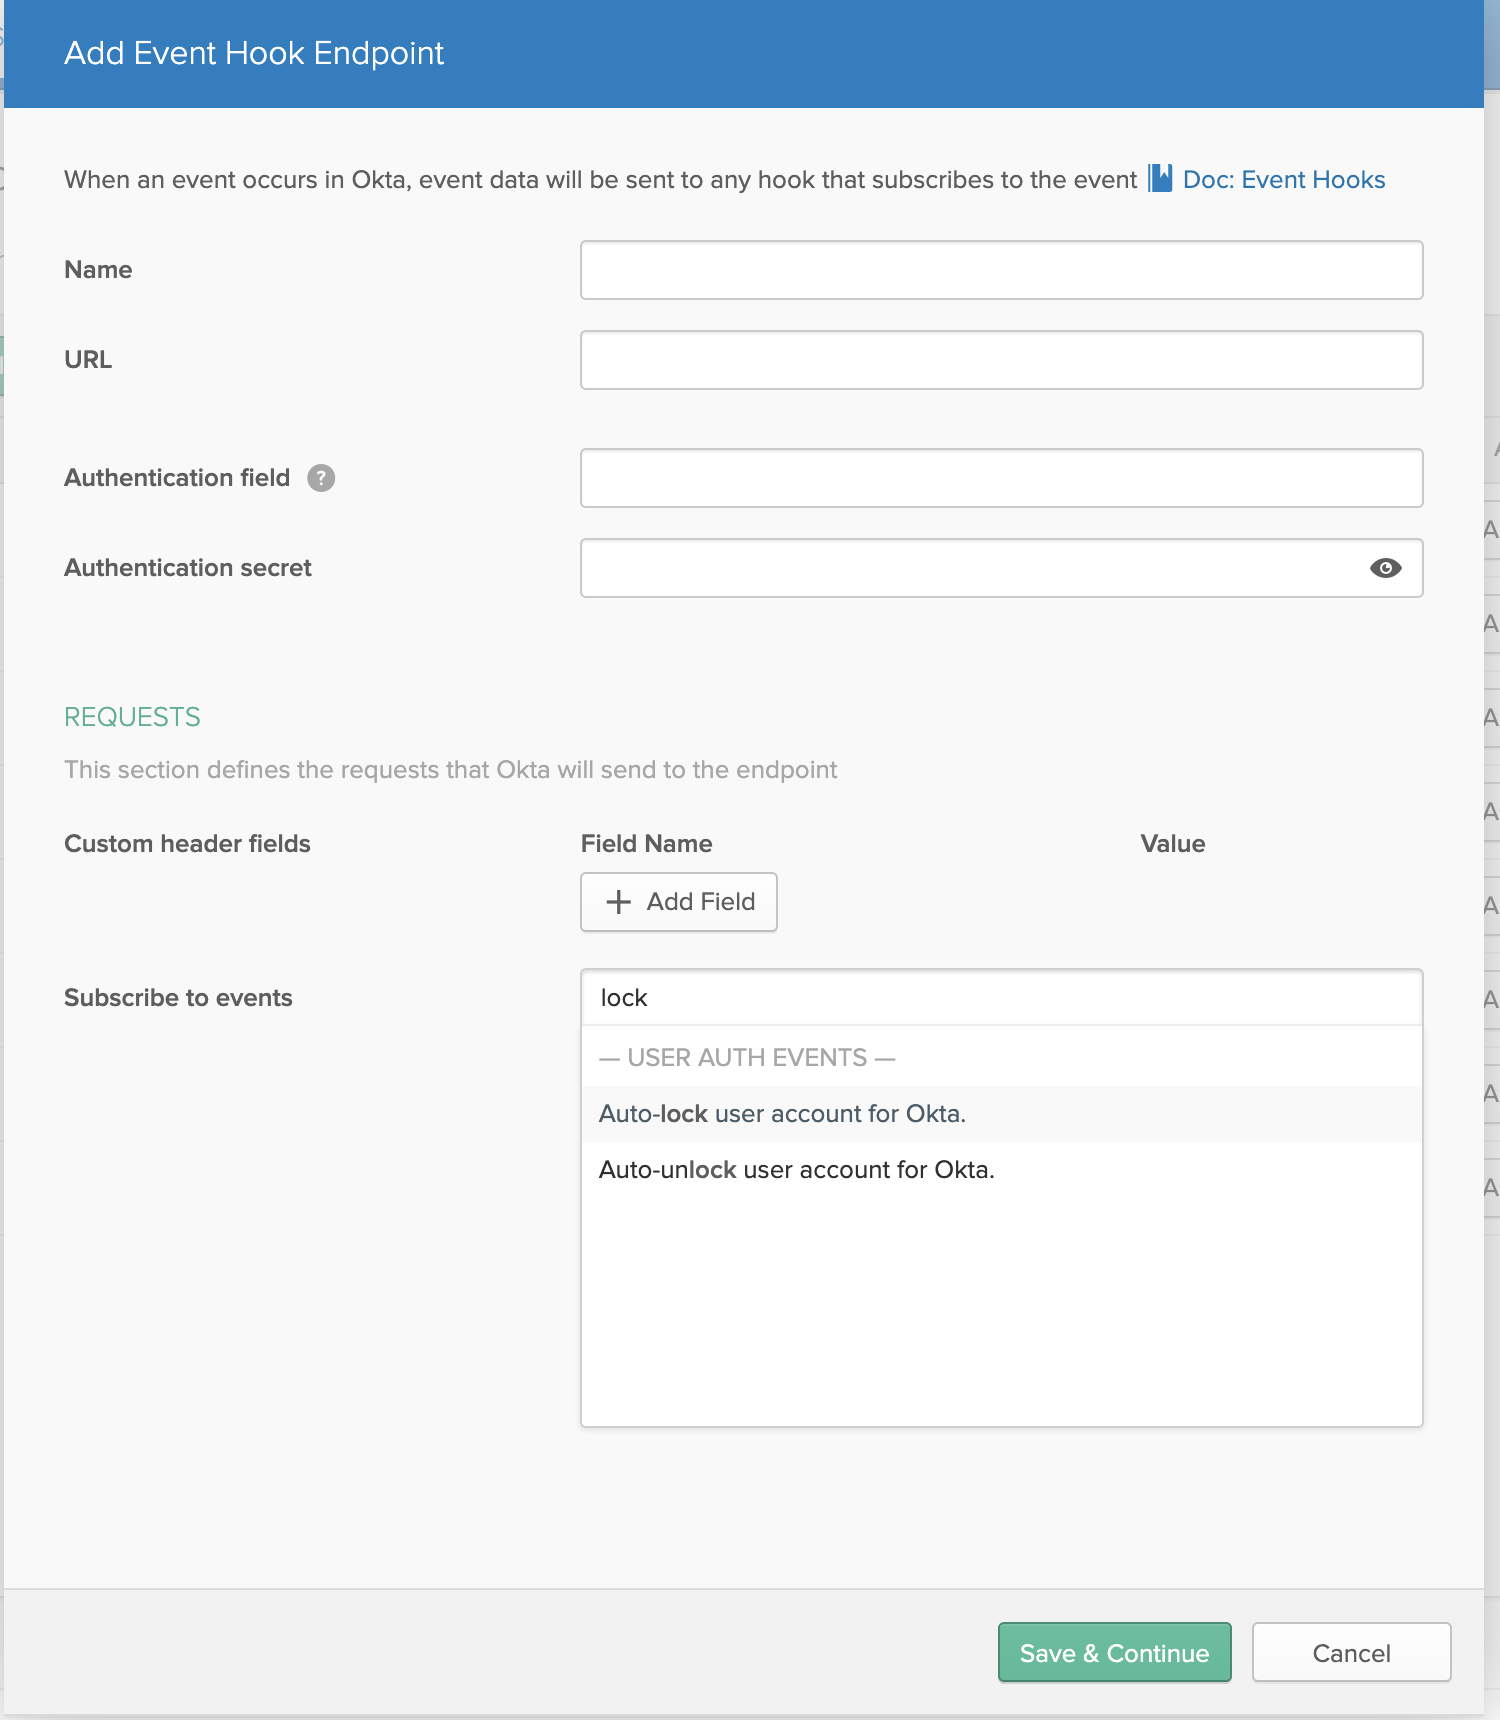 Add Event Hook Endpoint
When an event occurs in Okta, event data will be sent to any hook that subscribes to the event Doc: Event Hooks
Name
URL
Authentication field ?
Authentication secret
REQUESTS
This section defines the requests that Okta will send to the endpoint
Custom header fields Field Name Value
+ Add Field
Subscribe to events lock
— USER AUTH EVENTS —
Auto-lock user account for Okta.
Auto-unlock user account for Okta.
Save & Continue Cancel